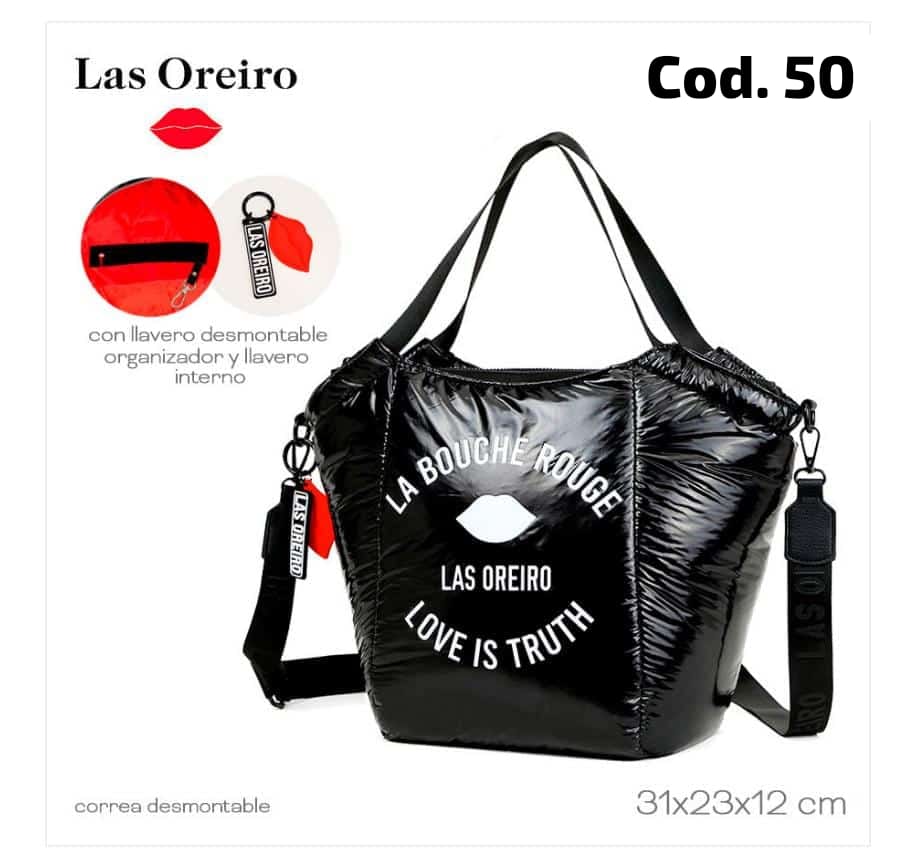 Las Oreiro
Cod. 50
LAS OREIRO
con llavero desmontable
organizador y llavero
interno
LA BOUCHE ROUGE
LAS OREIRO
LAS OREIRO
LOVE IS TRUTH
correa desmontable
31x23x12 cm